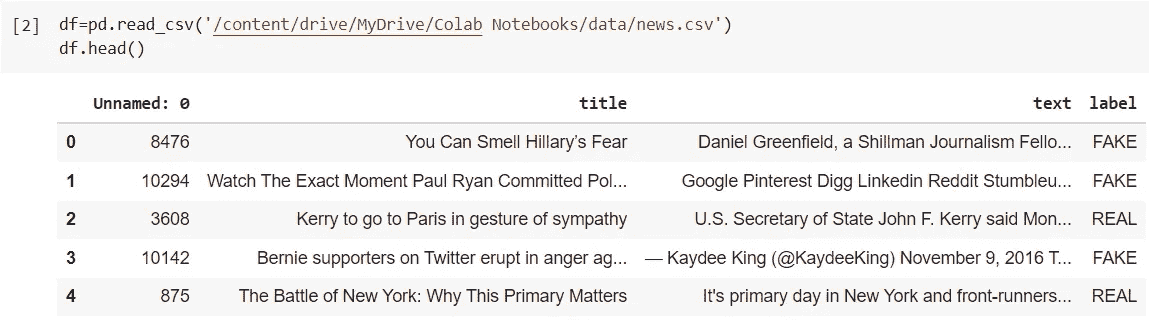 [2] df=pd.read_csv('/content/drive/MyDrive/Colab Notebooks/data/news.csv')
df.head()
Unnamed: 0 title text label
0 8476 You Can Smell Hillary’s Fear Daniel Greenfield, a Shillman Journalism Fello... FAKE
1 10294 Watch The Exact Moment Paul Ryan Committed Pol... Google Pinterest Digg Linkedin Reddit Stumbleu... FAKE
2 3608 Kerry to go to Paris in gesture of sympathy U.S. Secretary of State John F. Kerry said Mon... REAL
3 10142 Bernie supporters on Twitter erupt in anger ag... — Kaydee King (@KaydeeKing) November 9, 2016 T... FAKE
4 875 The Battle of New York: Why This Primary Matters It's primary day in New York and front-runners... REAL